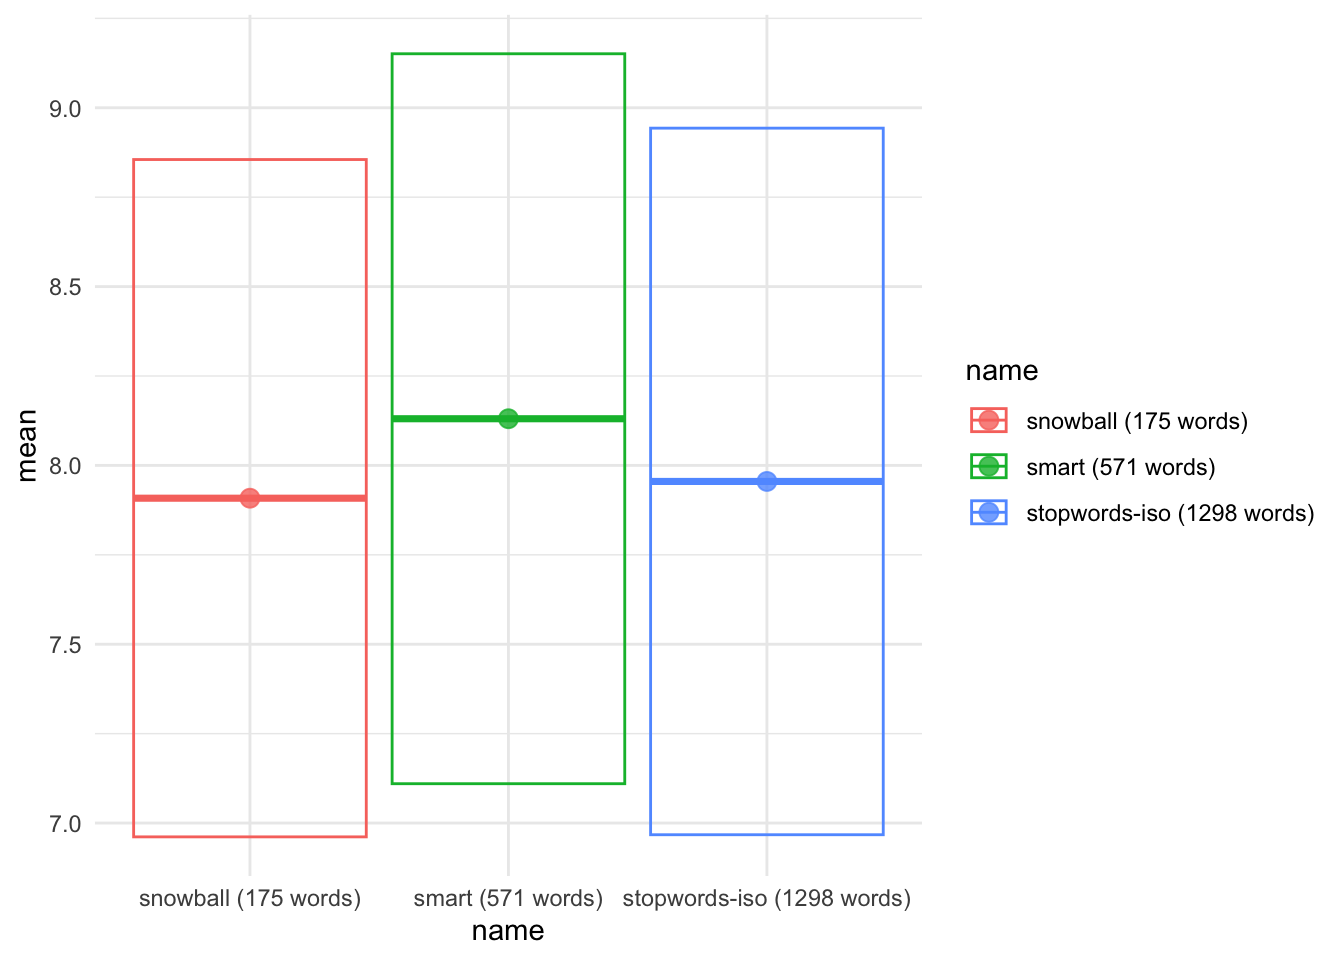 mean
9.0
8.5
8.0
7.5
7.0
snowball (175 words)
smart (571 words)
stopwords-iso (1298 words)
name
name
snowball (175 words)
smart (571 words)
stopwords-iso (1298 words)